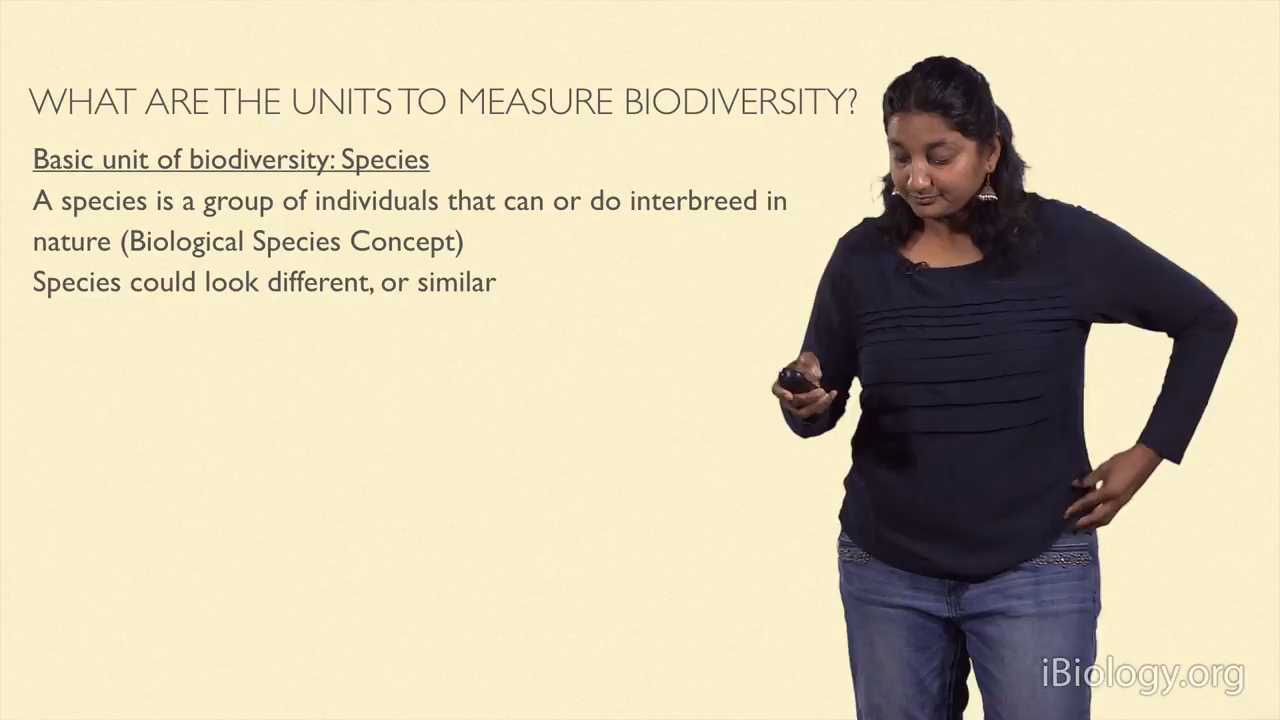 WHAT ARE THE UNITS TO MEASURE BIODIVERSITY?
Basic unit of biodiversity: Species
A species is a group of individuals that can or do interbreed in
nature (Biological Species Concept)
Species could look different, or similar
iBiology.org